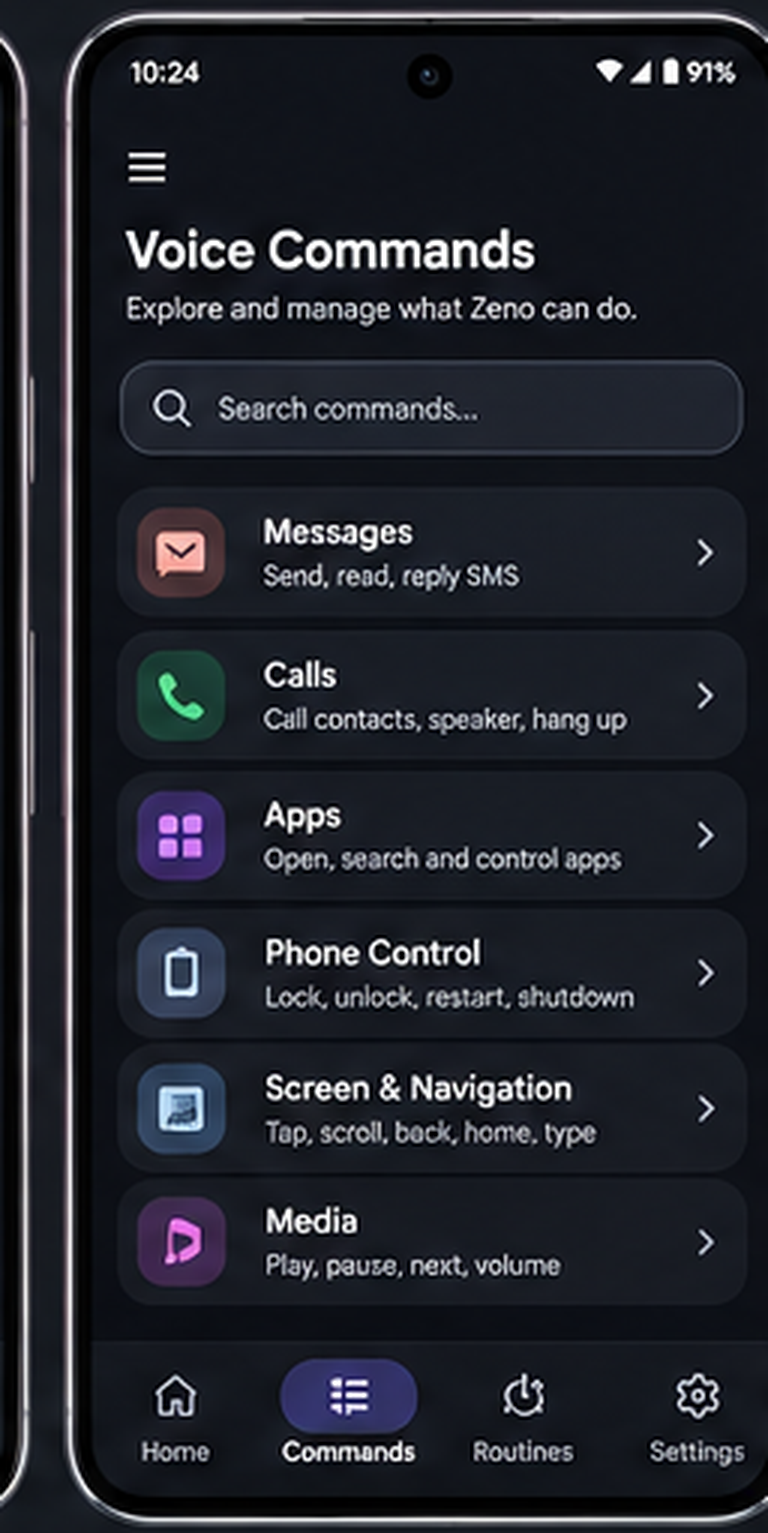 10:24
91%
Voice Commands
Explore and manage what Zeno can do.
Search commands...
Messages
Send, read, reply SMS
Calls
Call contacts, speaker, hang up
Apps
Open, search and control apps
Phone Control
Lock, unlock, restart, shutdown
Screen & Navigation
Tap, scroll, back, home, type
Media
Play, pause, next, volume
Home
Commands
Routines
Settings